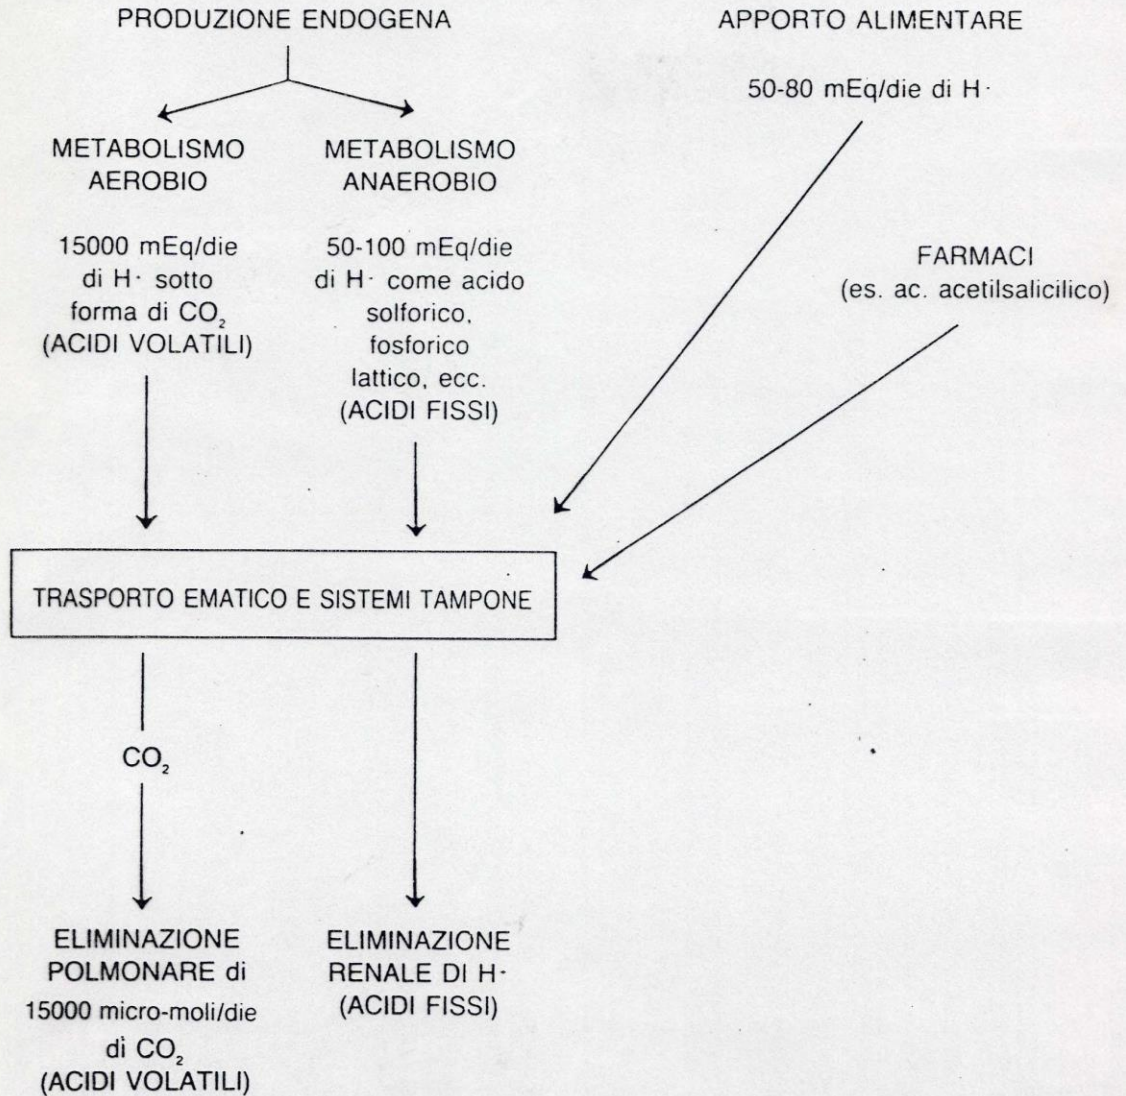 PRODUZIONE ENDOGENA
APPORTO ALIMENTARE
50-80 mEq/die di H·
METABOLISMO
AEROBIO
15000 mEq/die
di H· sotto
forma di CO₂
(ACIDI VOLATILI)
METABOLISMO
ANAEROBIO
50-100 mEq/die
di H· come acido
solforico,
fosforico
lattico, ecc.
(ACIDI FISSI)
FARMACI
(es. ac. acetilsalicilico)
TRASPORTO EMATICO E SISTEMI TAMPONE
CO₂
ELIMINAZIONE
POLMONARE di
15000 micro-moli/die
di CO₂
(ACIDI VOLATILI)
ELIMINAZIONE
RENALE DI H·
(ACIDI FISSI)